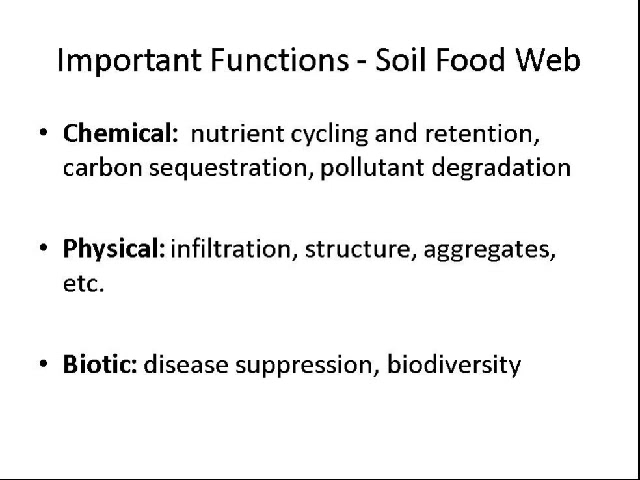 Important Functions - Soil Food Web
• Chemical: nutrient cycling and retention,
carbon sequestration, pollutant degradation
• Physical: infiltration, structure, aggregates,
etc.
• Biotic: disease suppression, biodiversity